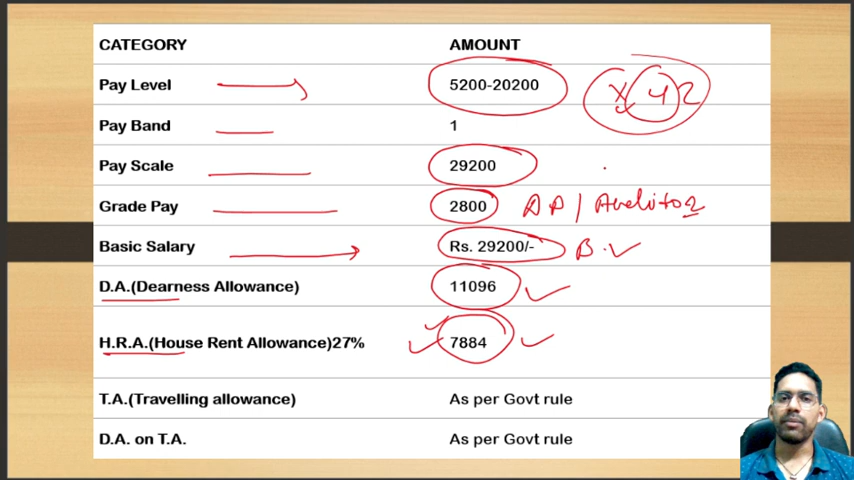 CATEGORY AMOUNT
Pay Level 5200-20200 X 42
Pay Band 1
Pay Scale 29200
Grade Pay 2800 / Auditor
Basic Salary Rs. 29200/- B.
D.A.(Dearness Allowance) 11096
H.R.A.(House Rent Allowance)27% 7884
T.A.(Travelling allowance) As per Govt rule
D.A. on T.A. As per Govt rule